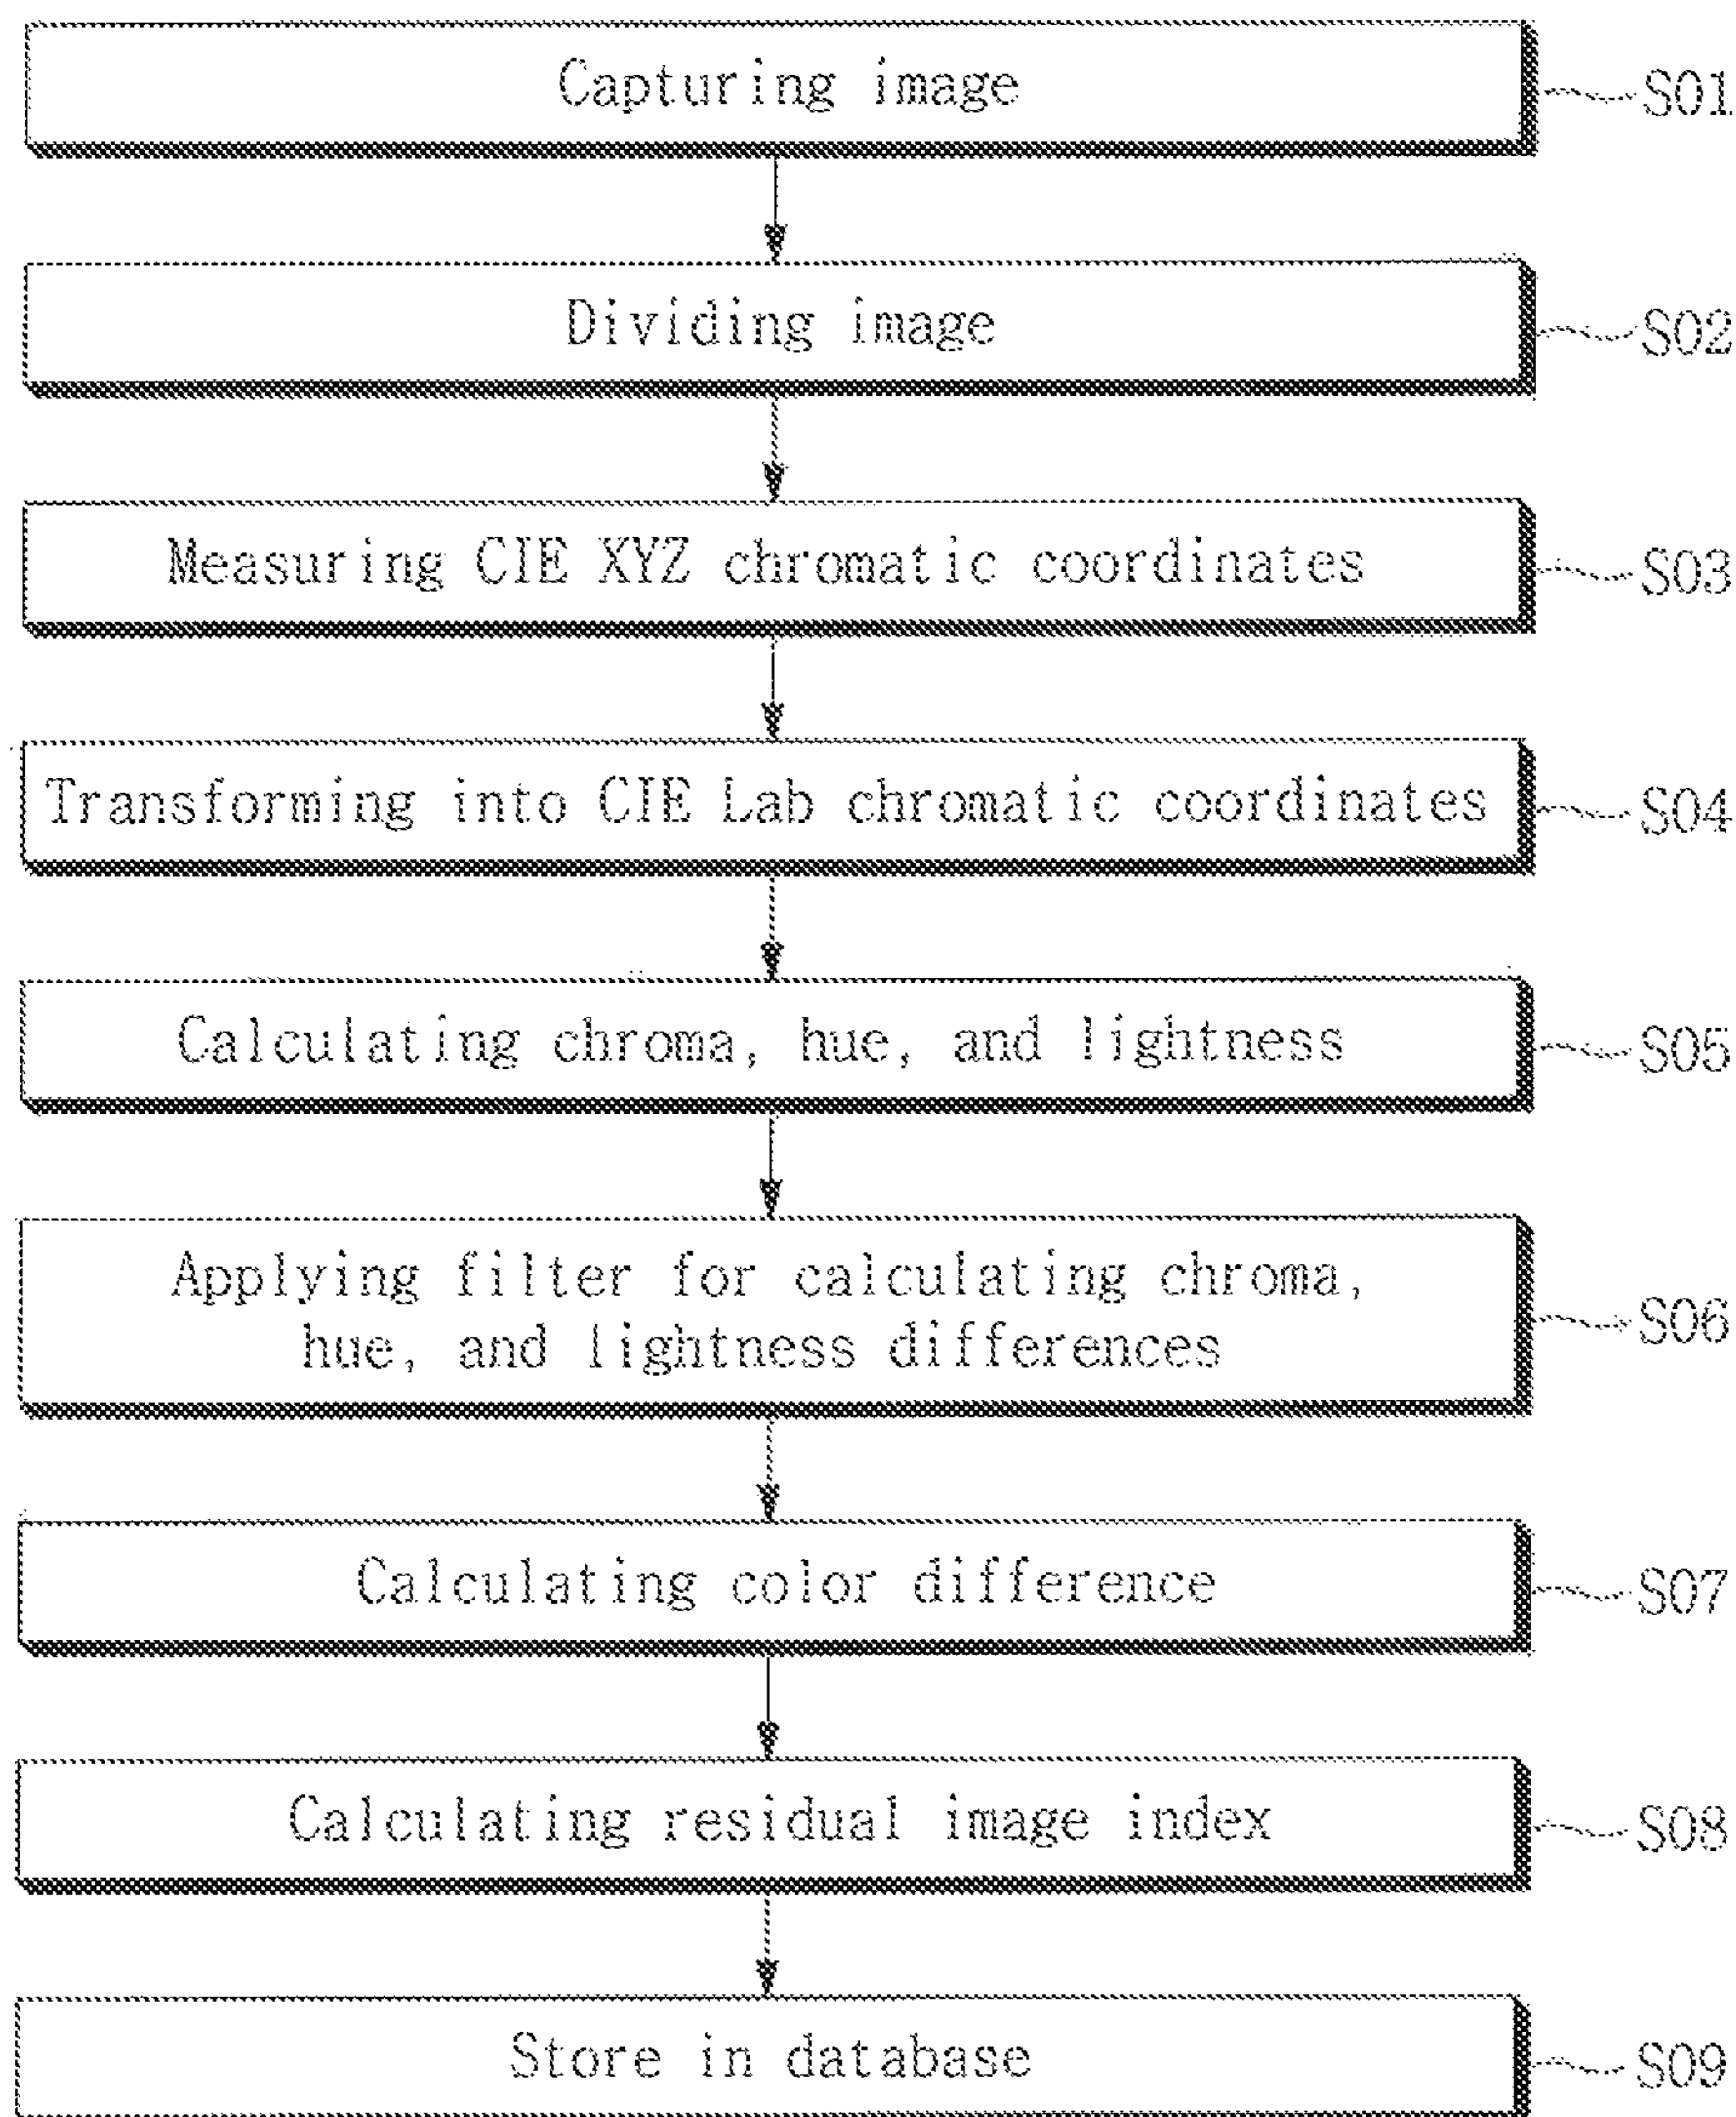 Capturing image S01
Dividing image S02
Measuring CIE XYZ chromatic coordinates S03
Transforming into CIE Lab chromatic coordinates S04
Calculating chroma, hue, and lightness S05
Applying filter for calculating chroma,
hue, and lightness differences S06
Calculating color difference S07
Calculating residual image index S08
Store in database S09